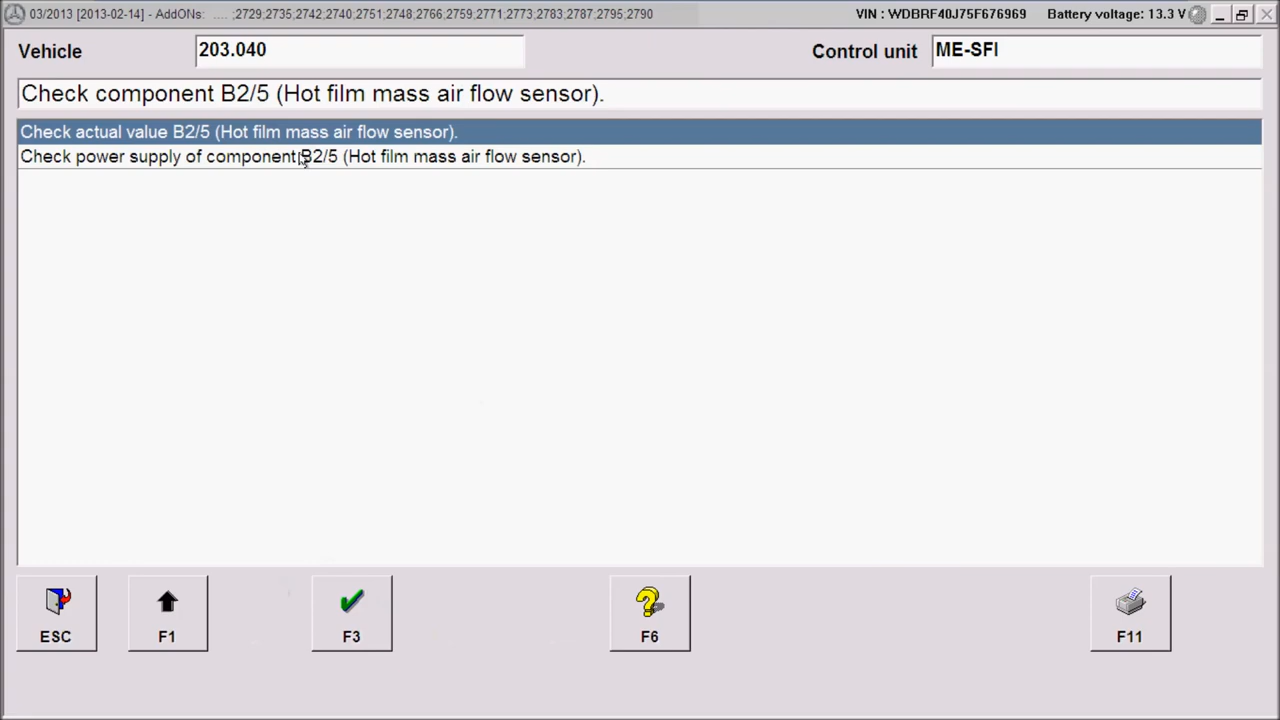 03/2013 [2013-02-14] - AddONs: .... ;2729;2735;2742;2740;2751;2748;2766;2759;2771;2773;2783;2787;2795;2790 VIN : WDBRF40J75F676969 Battery voltage: 13.3 V
Vehicle 203.040 Control unit ME-SFI
Check component B2/5 (Hot film mass air flow sensor).
Check actual value B2/5 (Hot film mass air flow sensor).
Check power supply of component B2/5 (Hot film mass air flow sensor).
ESC F1 F3 F6 F11